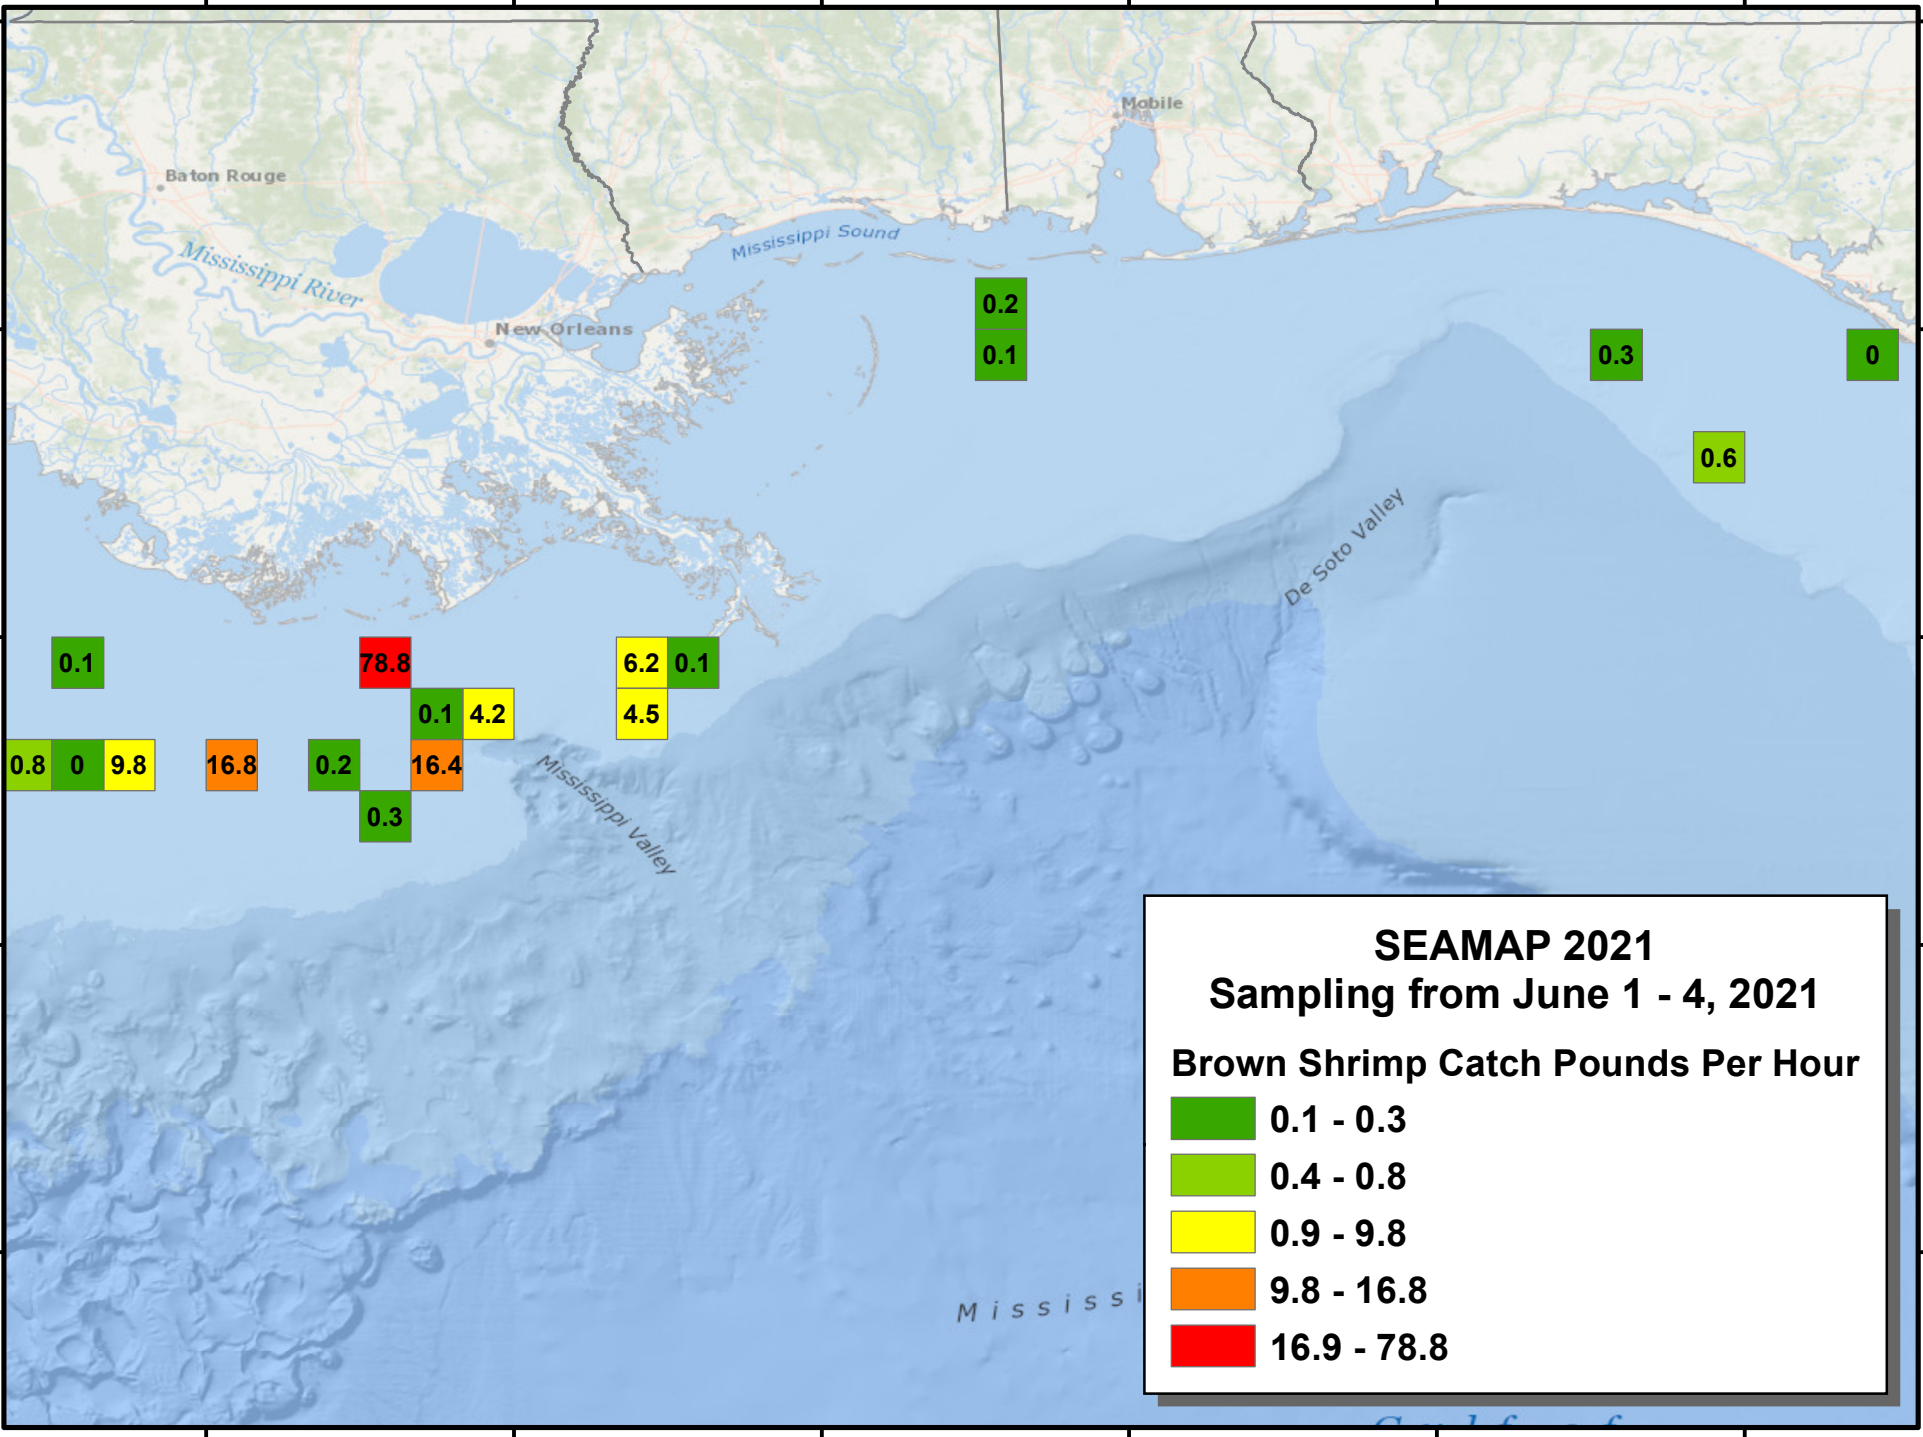 Mobile
Baton Rouge
Mississippi Sound
Mississippi River
New Orleans
0.2
0.1
0.3
0
0.6
De Soto Valley
0.1
78.8
6.2
0.1
0.1
4.2
4.5
0.8
0
9.8
16.8
0.2
16.4
Mississippi Valley
0.3
SEAMAP 2021
Sampling from June 1 - 4, 2021
Brown Shrimp Catch Pounds Per Hour
0.1 - 0.3
0.4 - 0.8
0.9 - 9.8
9.8 - 16.8
16.9 - 78.8
Mississi